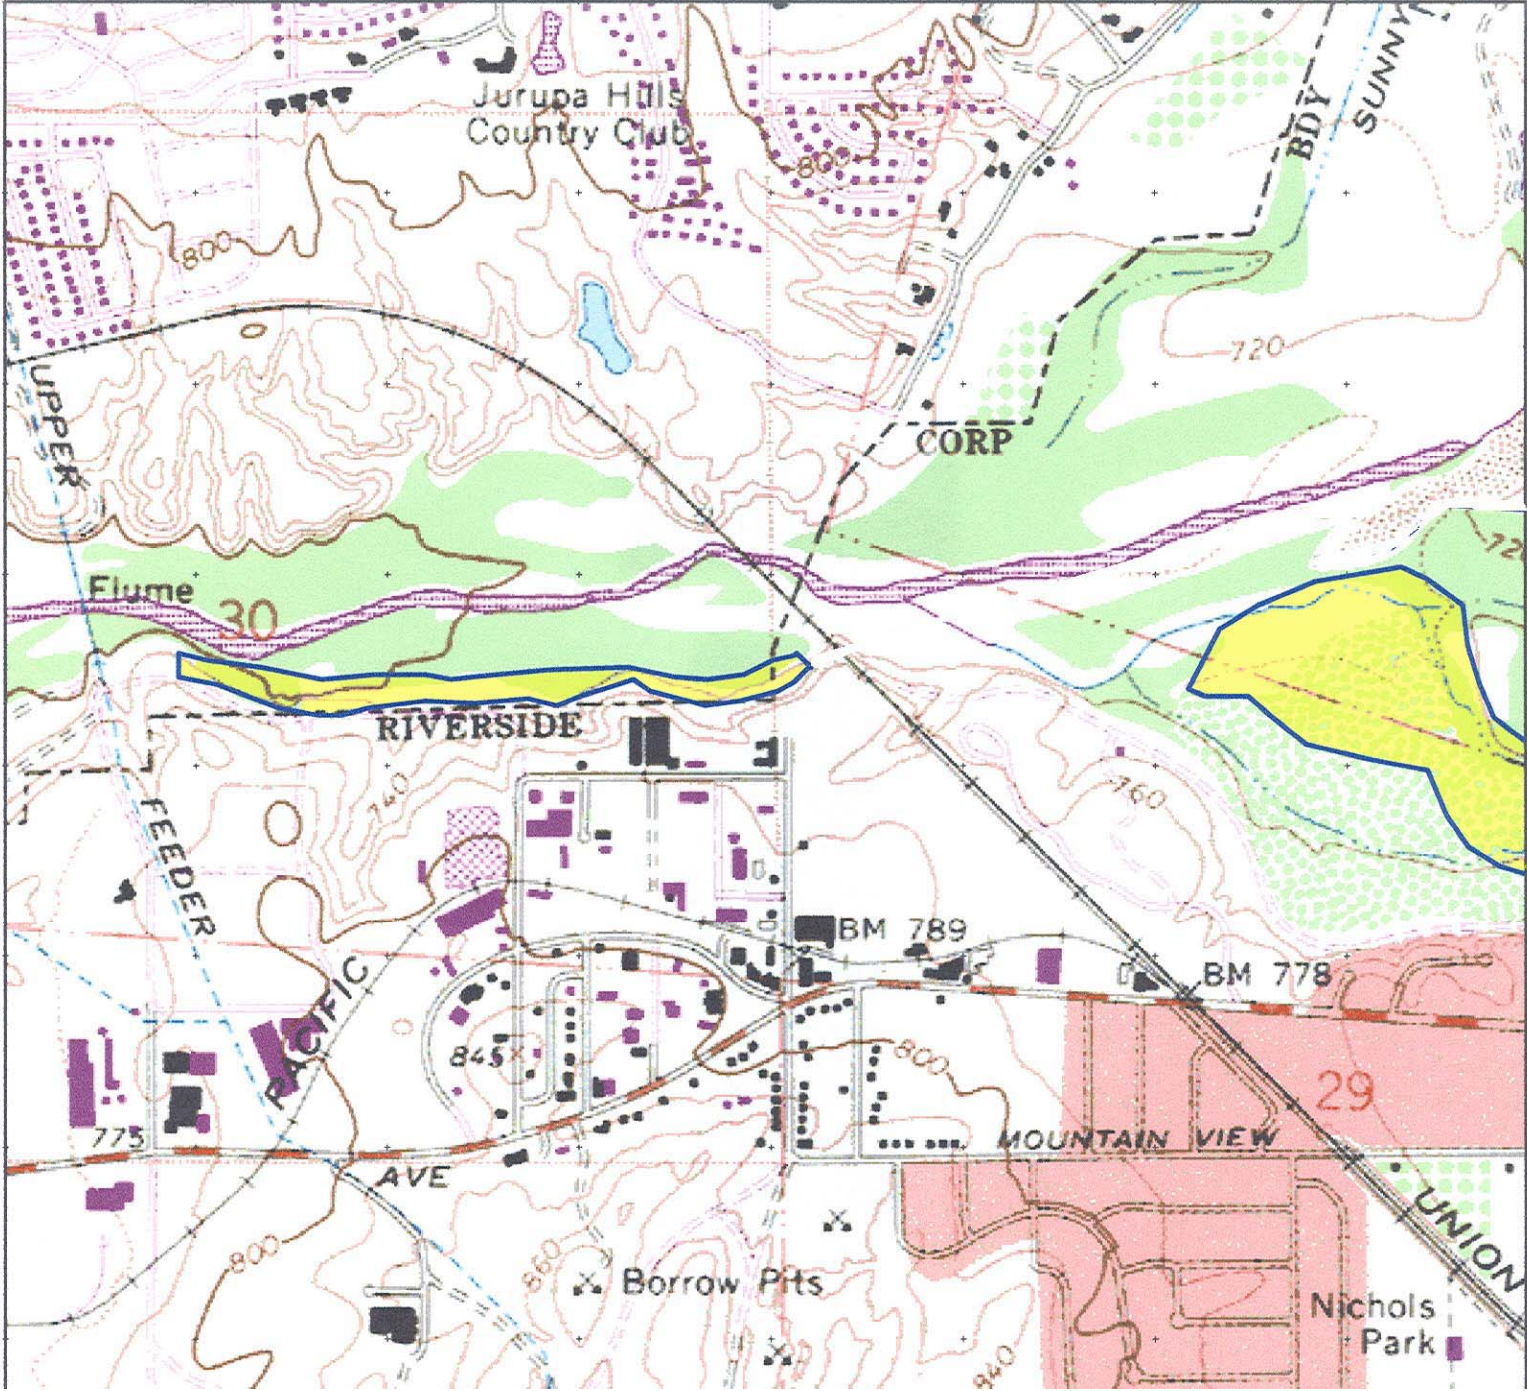 Jurupa Hills
Country Club
800
BDY
SUNNY
800
720
UPPER
CORP
720
Flume
30
RIVERSIDE
740
760
FEEDER
BM 789
BM 778
PACIFIC
845
800
29
775
MOUNTAIN VIEW
AVE
UNION
800
860
Borrow Pits
Nichols
Park
840